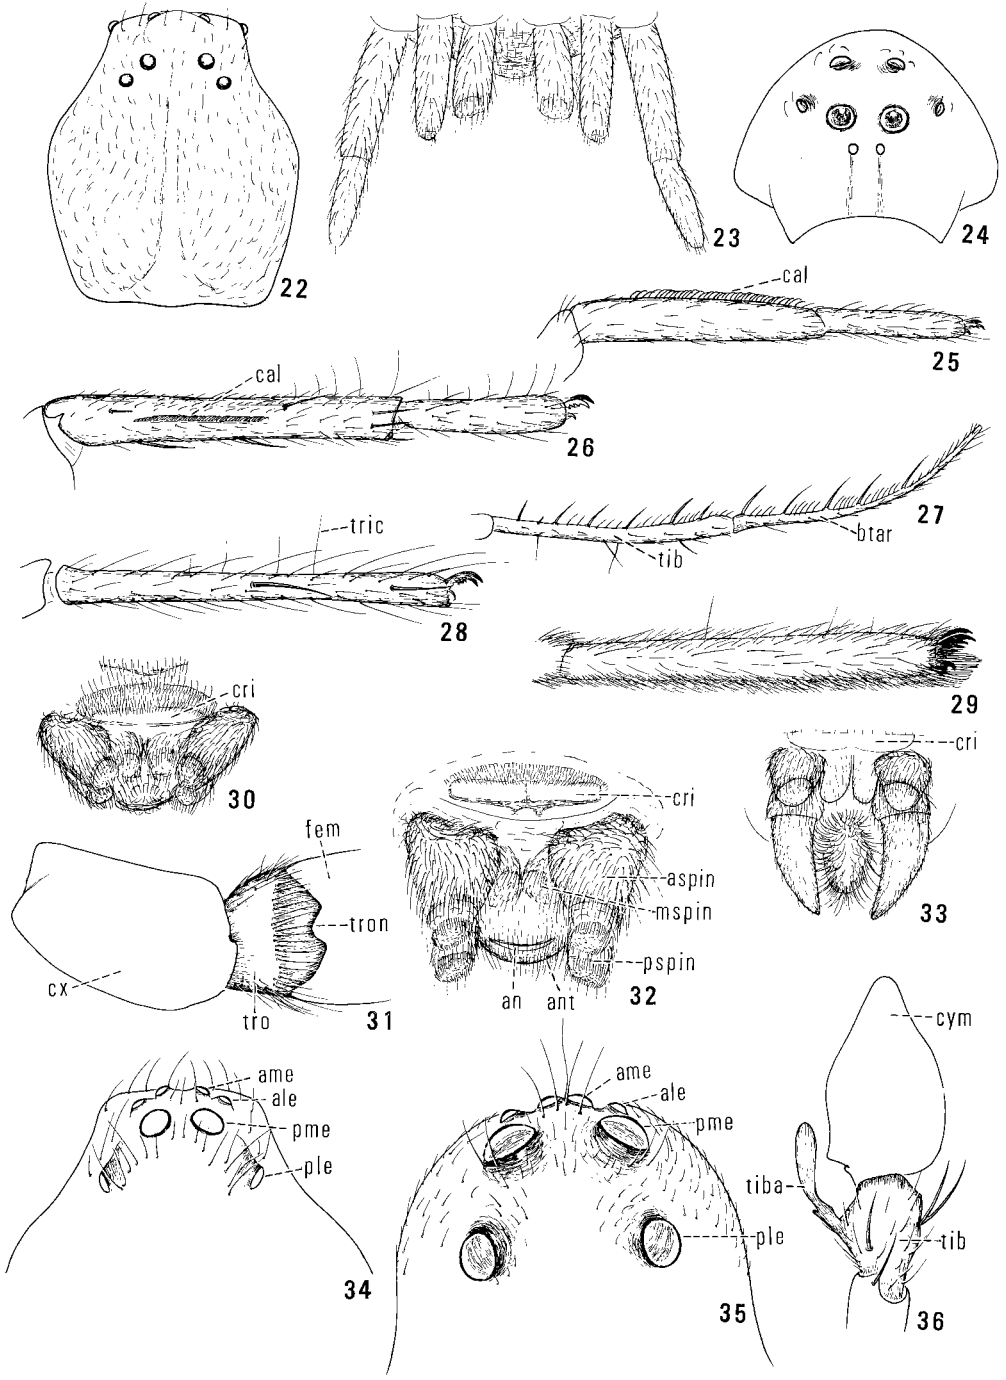 22
23
24
cal
25
cal
26
27
btar
tib
tric
28
29
cri
30
cri
33
cri
aspin
mspin
pspin
an
ant
32
fem
tron
cx
tro
31
cym
tiba
tib
36
ame
ale
pme
ple
34
ame
ale
pme
ple
35